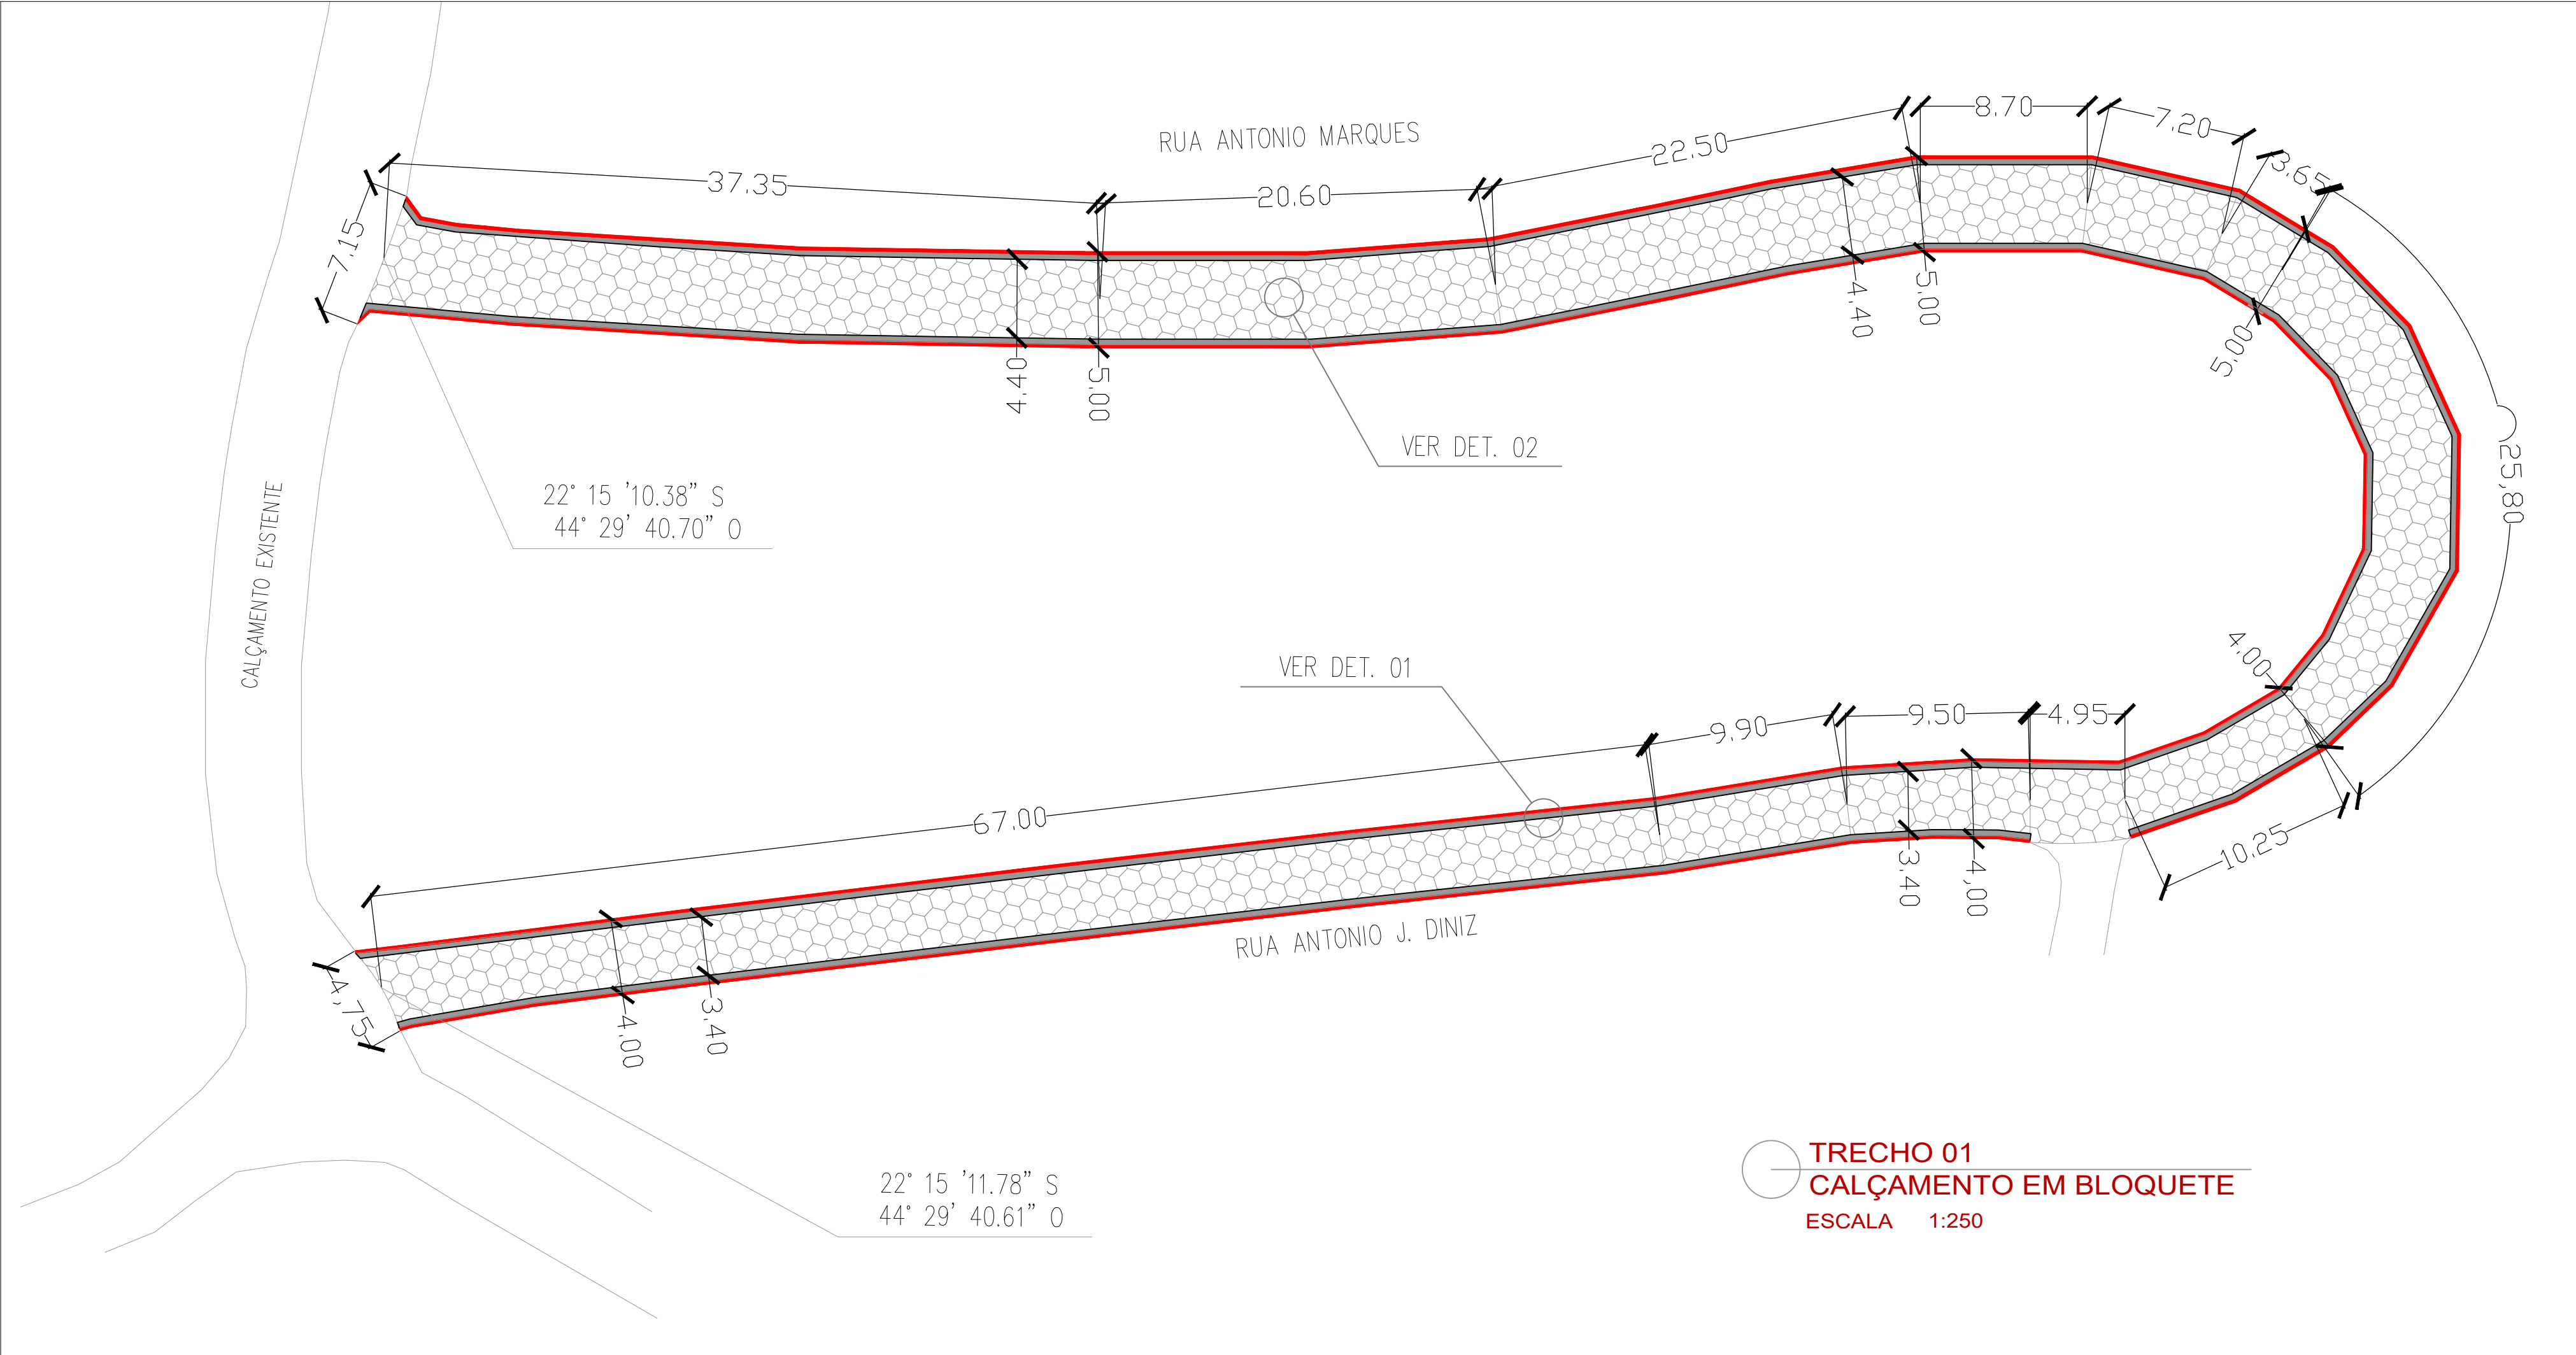 RUA ANTONIO MARQUES
8.70
7.20
3.65
22.50
37.35
20.60
7.15
4,40
5,00
4,40
5,00
5,00
25,80
VER DET. 02
22° 15 '10.38" S
44° 29' 40.70" O
CALÇAMENTO EXISTENTE
4,00
VER DET. 01
9,90
9,50
4,95
67,00
10,25
3,40
4,00
RUA ANTONIO J. DINIZ
4,75
4,00
3,40
22° 15 '11.78" S
44° 29' 40.61" O
TRECHO 01
CALÇAMENTO EM BLOQUETE
ESCALA 1:250